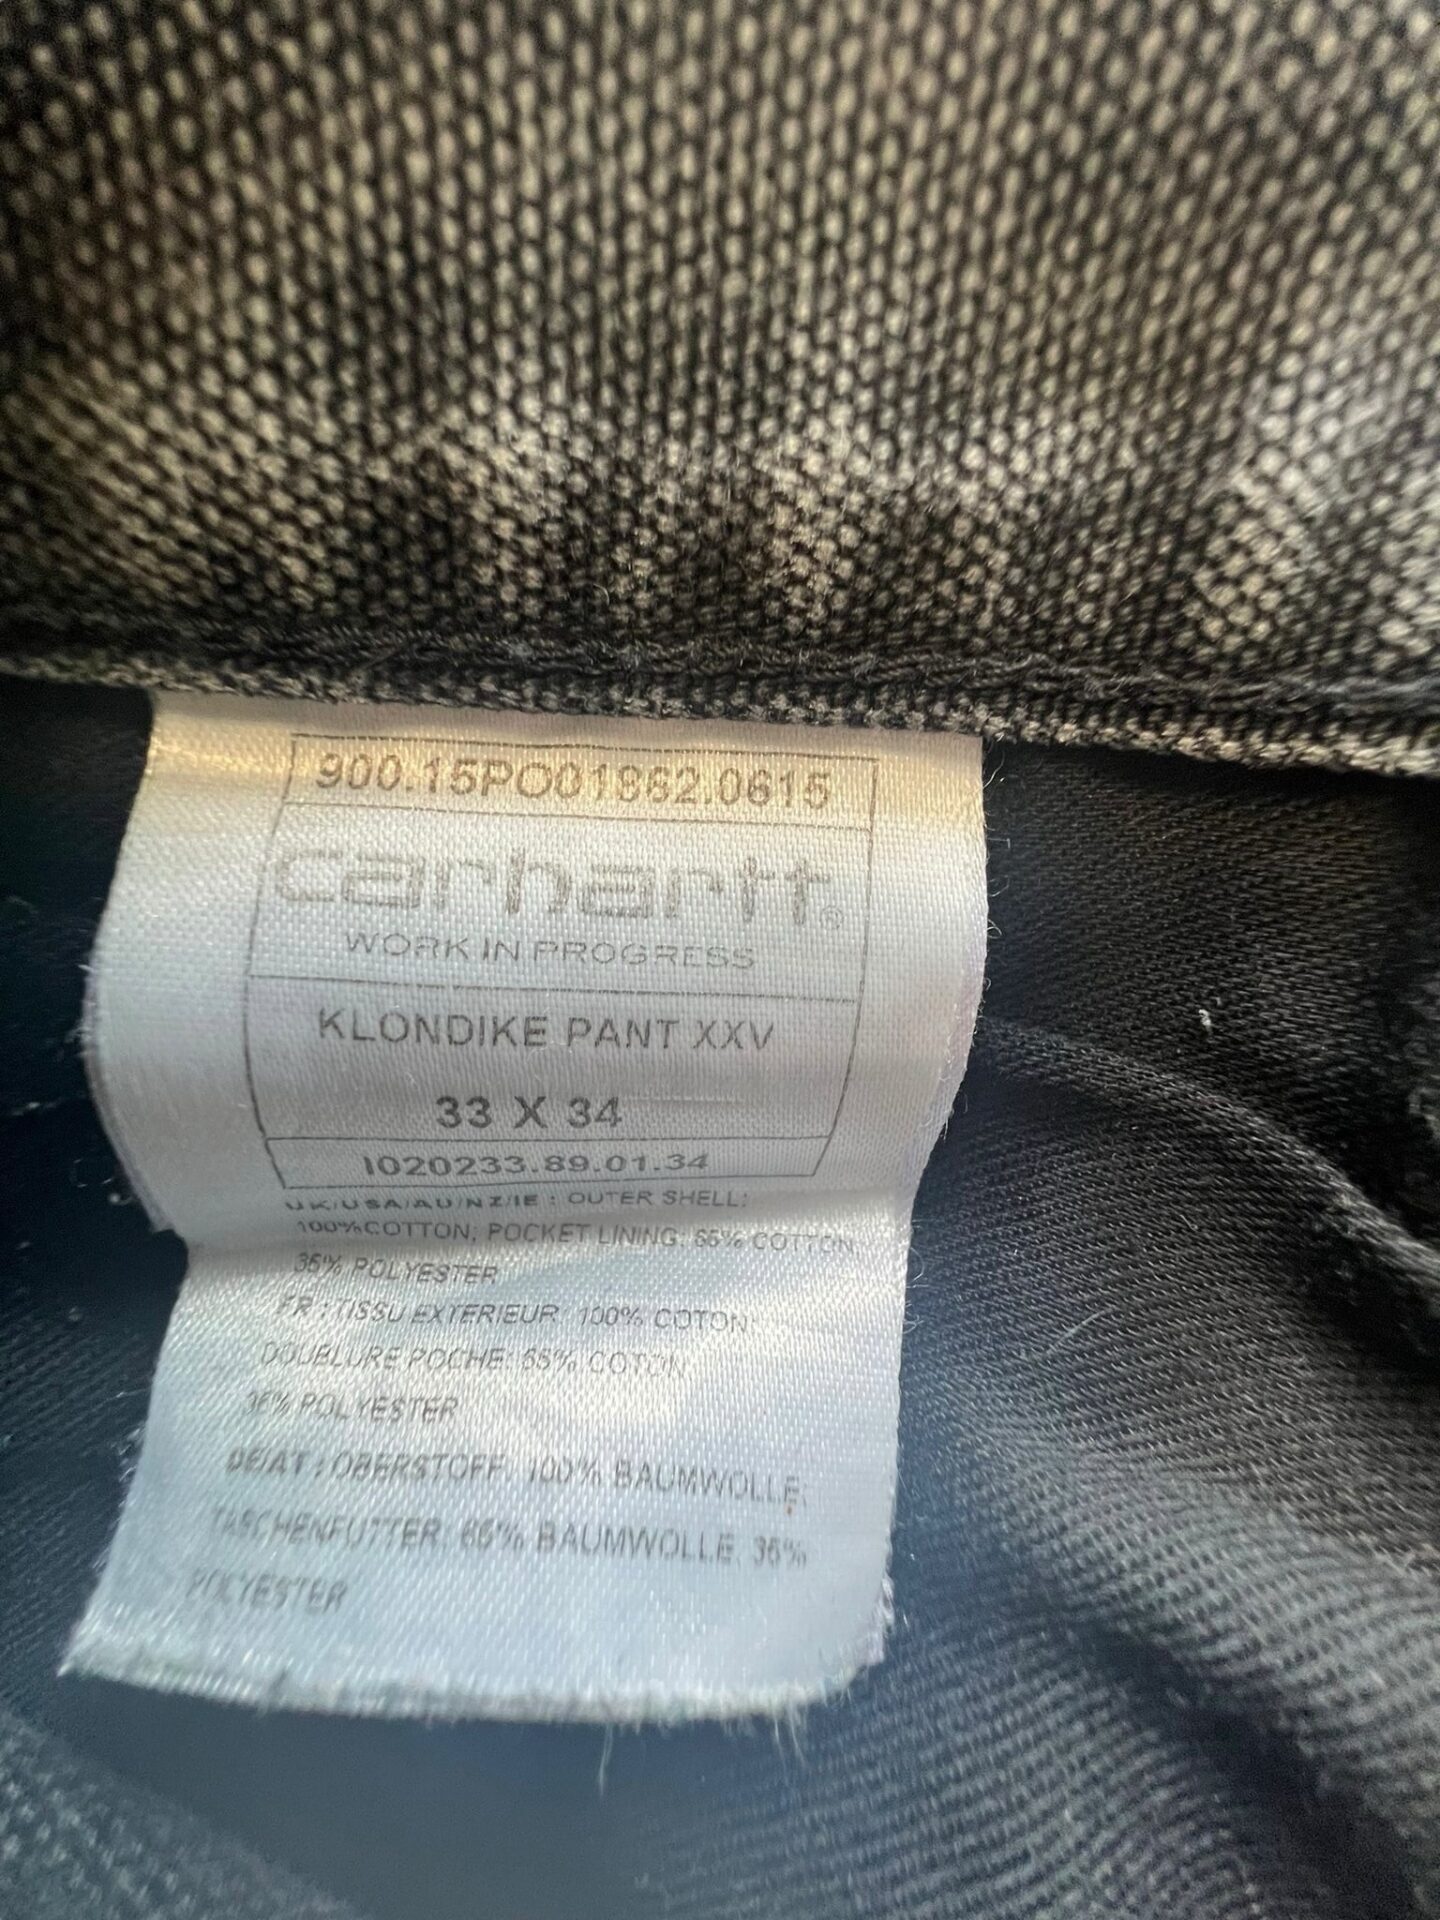 900.15PO01862.0615
carhartt®
WORK IN PROGRESS
KLONDIKE PANT XXV
33 X 34
I020233.89.01.34
UK/USA/AU/NZ/IE : OUTER SHELL:
100%COTTON; POCKET LINING: 65% COTTON,
35% POLYESTER
FR : TISSU EXTERIEUR: 100% COTON;
DOUBLURE POCHE: 65% COTON,
35% POLYESTER
DE/AT : OBERSTOFF: 100% BAUMWOLLE;
TASCHENFUTTER: 65% BAUMWOLLE, 35%
POLYESTER